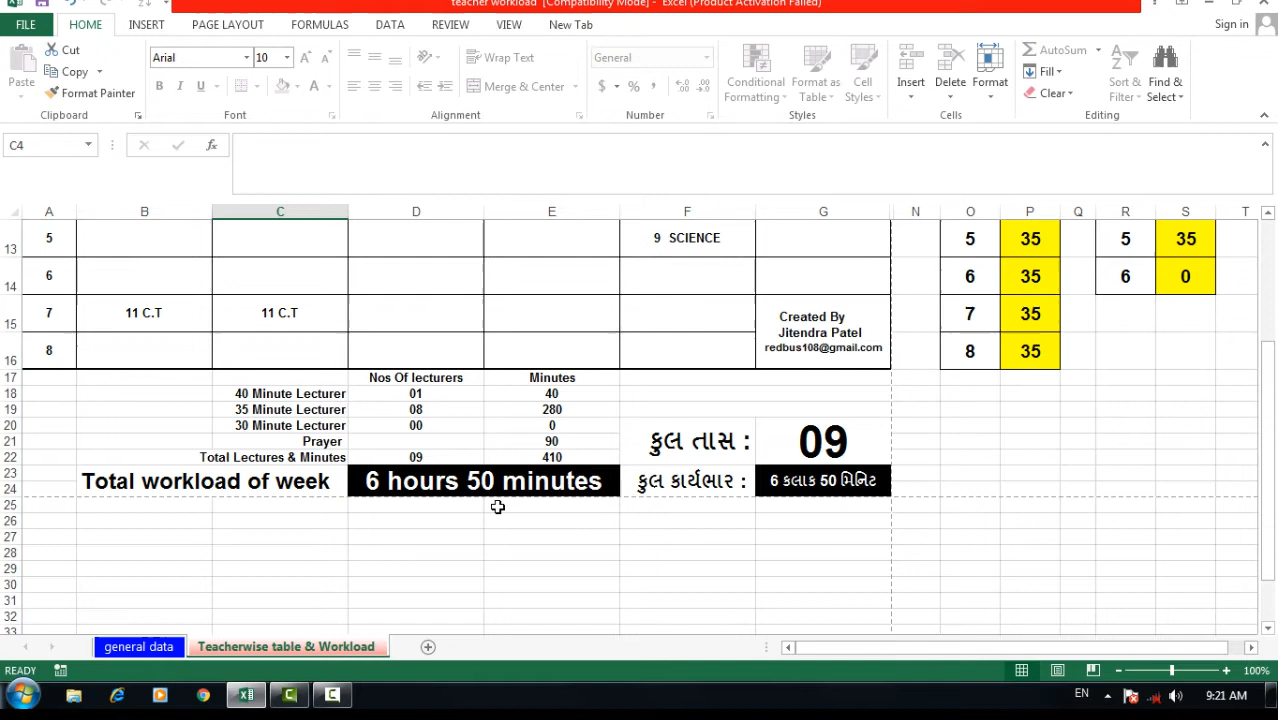 teacher workload [Compatibility Mode] - Excel (Product Activation Failed)
FILE HOME INSERT PAGE LAYOUT FORMULAS DATA REVIEW VIEW New Tab Sign in
Cut
Copy
Format Painter
Paste
Arial 10
B I U
Wrap Text
Merge & Center
General
$ % ,
Conditional Formatting
Format as Table
Cell Styles
Insert Delete Format
AutoSum
Fill
Clear
Sort & Filter
Find & Select
Clipboard Font Alignment Number Styles Cells Editing
C4 fx
A B C D E F G N O P Q R S T
13 5 9 SCIENCE 5 35 5 35
14 6 6 35 6 0
15 7 11 C.T 11 C.T 7 35
Created By
Jitendra Patel
redbus108@gmail.com
16 8 8 35
17 Nos Of lecturers Minutes
18 40 Minute Lecturer 01 40
19 35 Minute Lecturer 08 280
20 30 Minute Lecturer 00 0
21 Prayer 90
કુલ તાસ : 09
22 Total Lectures & Minutes 09 410
23
Total workload of week 6 hours 50 minutes કુલ કાર્યભાર : 6 કલાક 50 મિનિટ
24
25
26
27
28
29
30
31
32
33
general data Teacherwise table & Workload
READY 100%
EN 9:21 AM